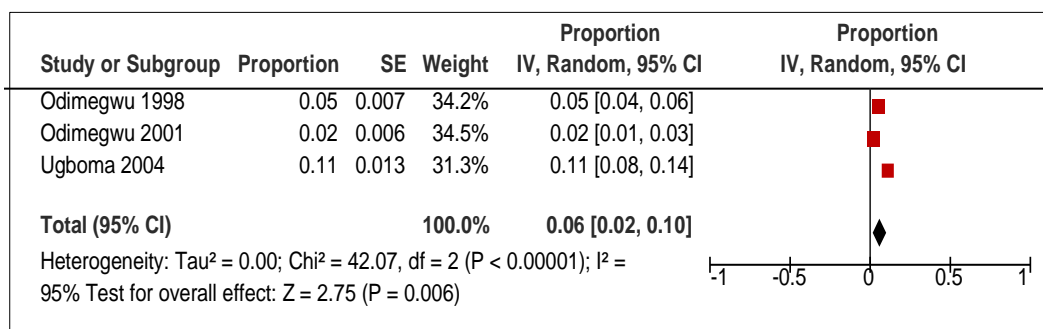 Proportion Proportion
Study or Subgroup Proportion SE Weight IV, Random, 95% CI IV, Random, 95% CI
Odimegwu 1998 0.05 0.007 34.2% 0.05 [0.04, 0.06]
Odimegwu 2001 0.02 0.006 34.5% 0.02 [0.01, 0.03]
Ugboma 2004 0.11 0.013 31.3% 0.11 [0.08, 0.14]
Total (95% CI) 100.0% 0.06 [0.02, 0.10]
Heterogeneity: Tau² = 0.00; Chi² = 42.07, df = 2 (P < 0.00001); I² =
95% Test for overall effect: Z = 2.75 (P = 0.006)
-1 -0.5 0 0.5 1